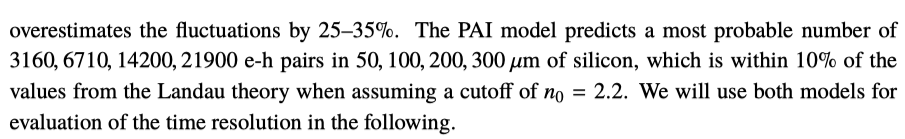 overestimates the fluctuations by 25–35%. The PAI model predicts a most probable number of
3160, 6710, 14200, 21900 e-h pairs in 50, 100, 200, 300 μm of silicon, which is within 10% of the
values from the Landau theory when assuming a cutoff of n₀ = 2.2. We will use both models for
evaluation of the time resolution in the following.